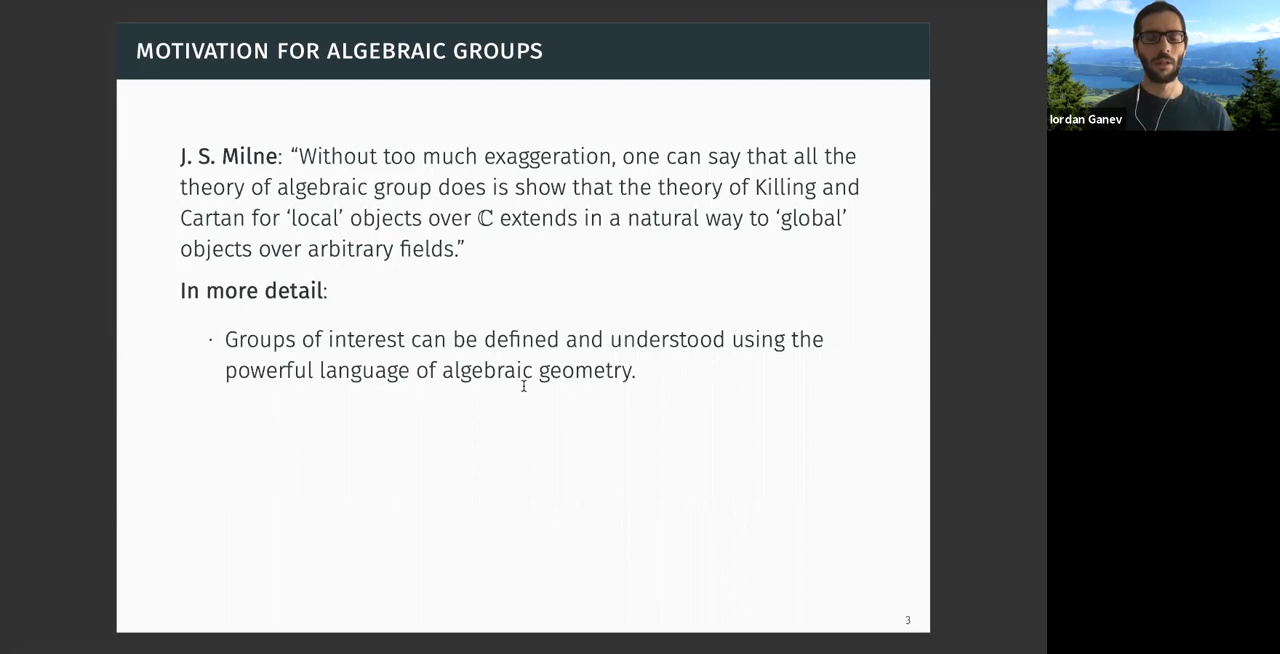 MOTIVATION FOR ALGEBRAIC GROUPS
J. S. Milne: “Without too much exaggeration, one can say that all the
theory of algebraic group does is show that the theory of Killing and
Cartan for ‘local’ objects over ℂ extends in a natural way to ‘global’
objects over arbitrary fields.”
In more detail:
· Groups of interest can be defined and understood using the
powerful language of algebraic geometry.
3
Iordan Ganev